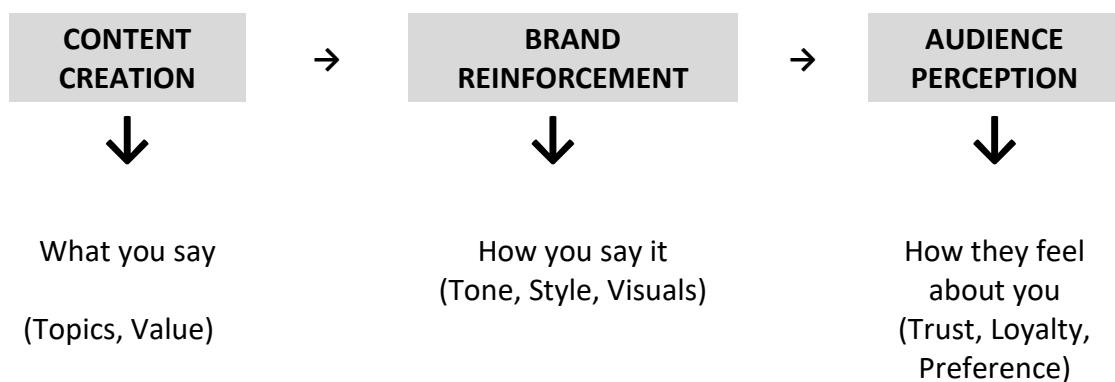 CONTENT
CREATION
→
BRAND
REINFORCEMENT
→
AUDIENCE
PERCEPTION
↓
↓
↓
What you say
(Topics, Value)
How you say it
(Tone, Style, Visuals)
How they feel
about you
(Trust, Loyalty,
Preference)